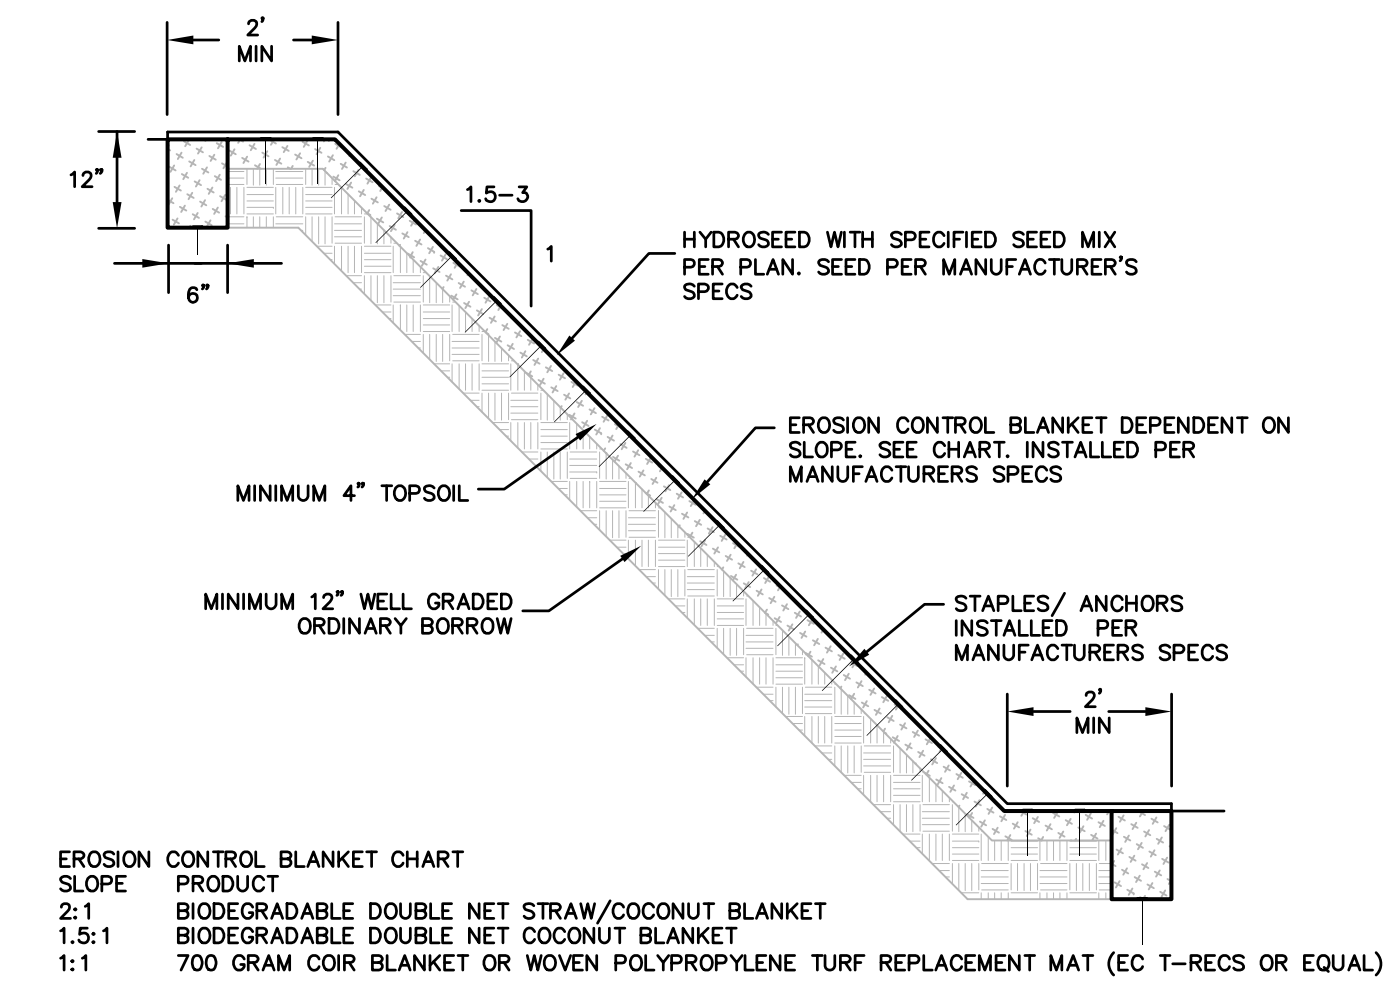 2'
MIN
12"
6"
1.5-3
1
HYDROSEED WITH SPECIFIED SEED MIX
PER PLAN. SEED PER MANUFACTURER'S
SPECS
EROSION CONTROL BLANKET DEPENDENT ON
SLOPE. SEE CHART. INSTALLED PER
MANUFACTURERS SPECS
MINIMUM 4" TOPSOIL
MINIMUM 12" WELL GRADED
ORDINARY BORROW
STAPLES/ ANCHORS
INSTALLED PER
MANUFACTURERS SPECS
2'
MIN
EROSION CONTROL BLANKET CHART
SLOPE PRODUCT
2:1 BIODEGRADABLE DOUBLE NET STRAW/COCONUT BLANKET
1.5:1 BIODEGRADABLE DOUBLE NET COCONUT BLANKET
1:1 700 GRAM COIR BLANKET OR WOVEN POLYPROPYLENE TURF REPLACEMENT MAT (EC T-RECS OR EQUAL)